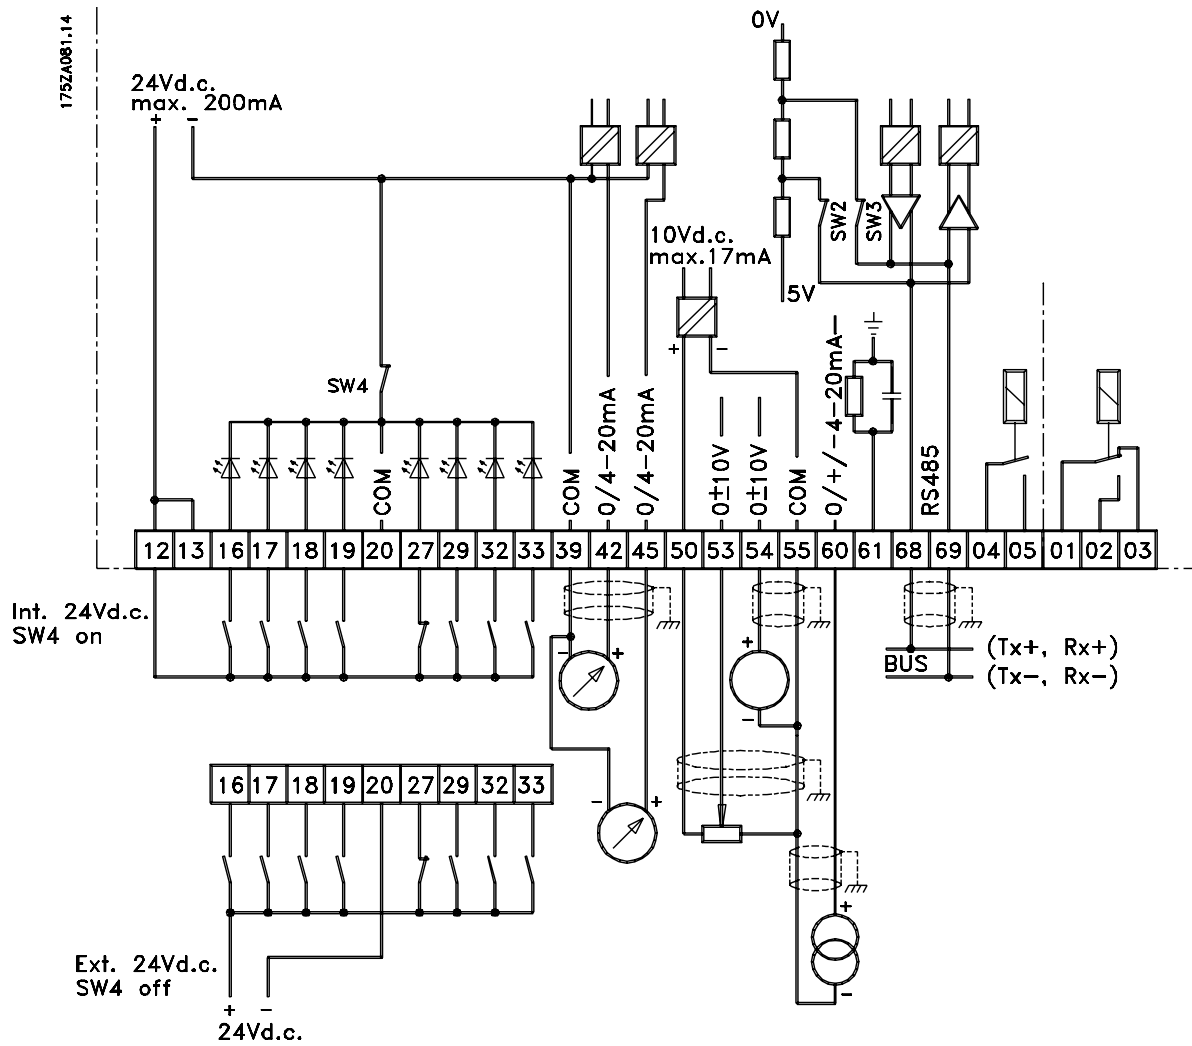 175ZA081.14
0V
24Vd.c.
max. 200mA
+ −
SW2
SW3
10Vd.c.
max.17mA
5V
+ −
SW4
COM
COM
0/4−20mA
0/4−20mA
0±10V
0±10V
COM
0/+/−4−20mA
RS485
12 13 16 17 18 19 20 27 29 32 33 39 42 45 50 53 54 55 60 61 68 69 04 05 01 02 03
Int. 24Vd.c.
SW4 on
− +
+
−
BUS
(Tx+, Rx+)
(Tx−, Rx−)
16 17 18 19 20 27 29 32 33
− +
+
−
Ext. 24Vd.c.
SW4 off
+ −
24Vd.c.